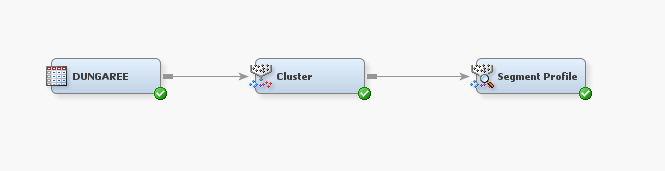 DUNGAREE
Cluster
Segment Profile